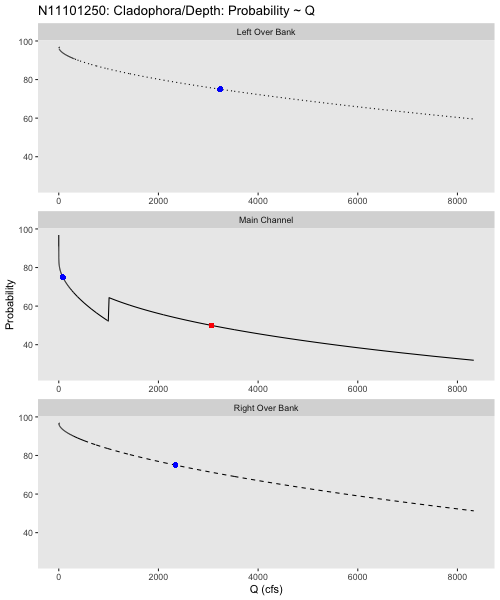 N11101250: Cladophora/Depth: Probability ~ Q
Left Over Bank
100
80
60
40
0 2000 4000 6000 8000
Main Channel
100
80
60
40
0 2000 4000 6000 8000
Probability
Right Over Bank
100
80
60
40
0 2000 4000 6000 8000
Q (cfs)